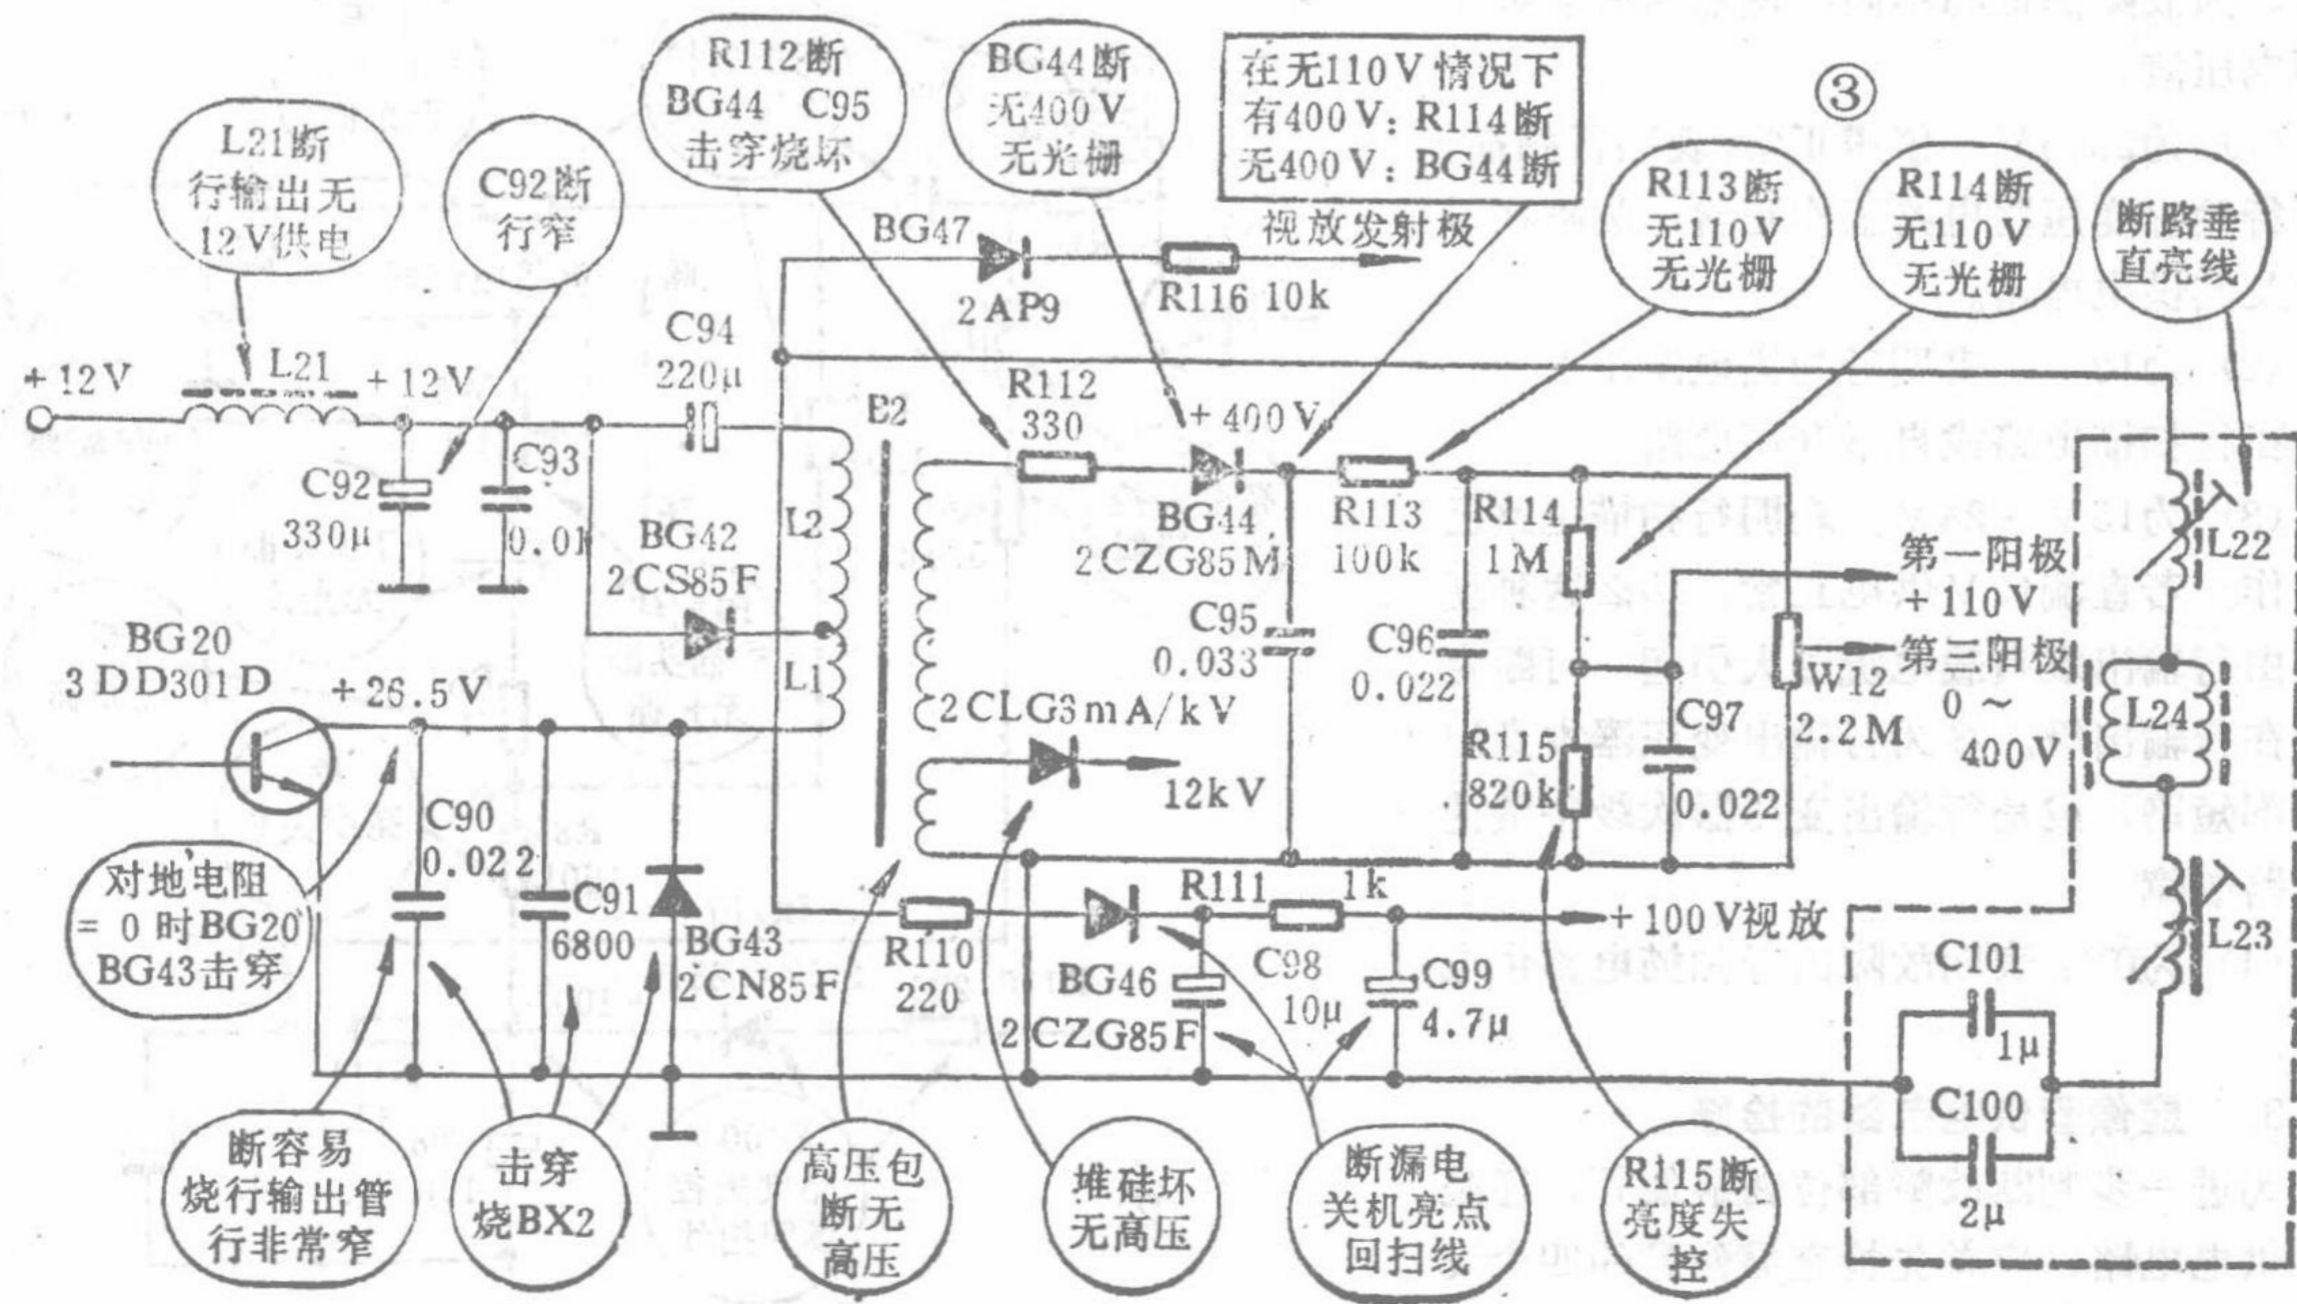 R112断
BG44 C95
击穿烧坏
BG44断
无400V
无光栅
在无110V情况下
有400V：R114断
无400V：BG44断
③
L21断
行输出无
12V供电
C92断
行窄
R113断
无110V
无光栅
R114断
无110V
无光栅
断路垂
直亮线
BG47
2AP9
R116 10k
视放发射极
+12V
L21
+12V
C94
220μ
R112
330
B2
+400V
C92
330μ
C93
0.01
BG42
2CS85F
L2
L1
BG44
2CZG85M
R113
100k
R114
1M
第一阳极
+110V
第三阳极
0～
400V
L22
BG20
3DD301D
+26.5V
C95
0.033
C96
0.022
W12
2.2M
L24
2CLG3mA/kV
12kV
R115
820k
C97
0.022
C90
0.022
C91
6800
BG43
2CN85F
对地电阻
=0时BG20
BG43击穿
R110
220
R111 1k
BG46
2CZG85F
C98
10μ
C99
4.7μ
+100V视放
L23
C101
1μ
C100
2μ
断容易
烧行输出管
行非常窄
击穿
烧BX2
高压包
断无
高压
堆硅坏
无高压
断漏电
关机亮点
回扫线
R115断
亮度失
控